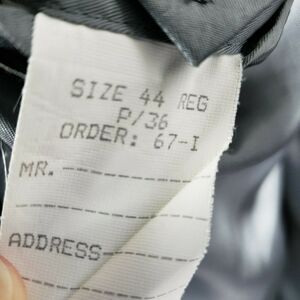 SIZE 44 REG
P/36
ORDER: 67-I
MR.
ADDRESS